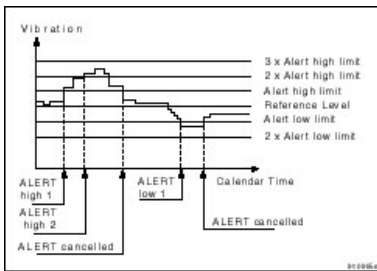 Vibration
3 x Alert high limit
2 x Alert high limit
Alert high limit
Reference Level
Alert low limit
2 x Alert low limit
Calendar Time
ALERT
high 1
ALERT
high 2
ALERT cancelled
ALERT
low 1
ALERT cancelled